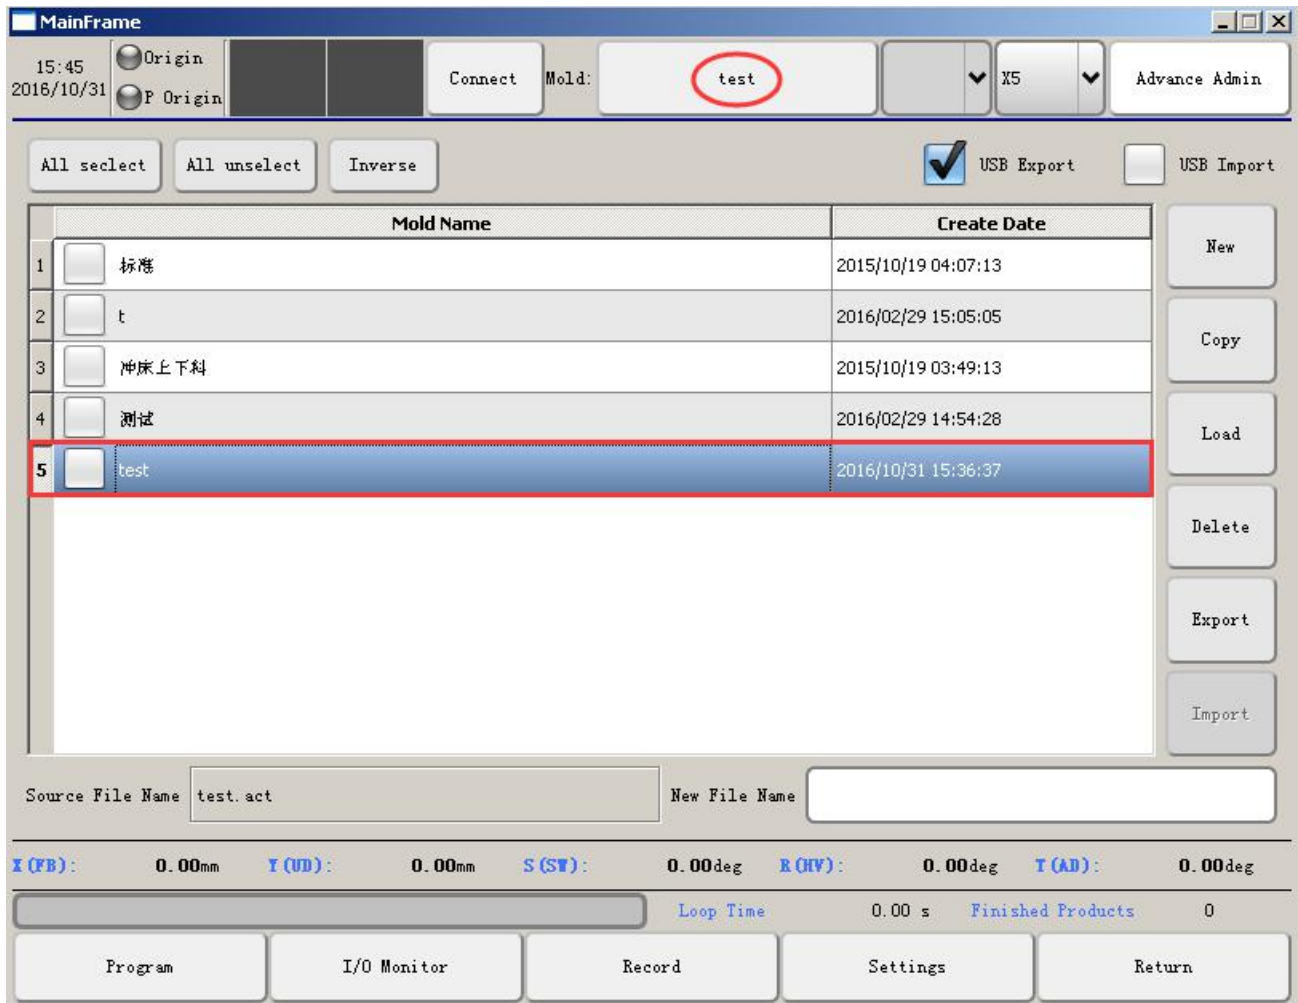 MainFrame
15:45
2016/10/31
Origin
P Origin
Connect
Mold:
test
X5
Advance Admin
All seclect
All unselect
Inverse
USB Export
USB Import
Mold Name
Create Date
1
标准
2015/10/19 04:07:13
2
t
2016/02/29 15:05:05
3
冲床上下料
2015/10/19 03:49:13
4
测试
2016/02/29 14:54:28
5
test
2016/10/31 15:36:37
New
Copy
Load
Delete
Export
Import
Source File Name
test.act
New File Name
X(FB):
0.00mm
Y(UD):
0.00mm
S(SW):
0.00deg
R(HV):
0.00deg
T(AD):
0.00deg
Loop Time
0.00 s
Finished Products
0
Program
I/O Monitor
Record
Settings
Return